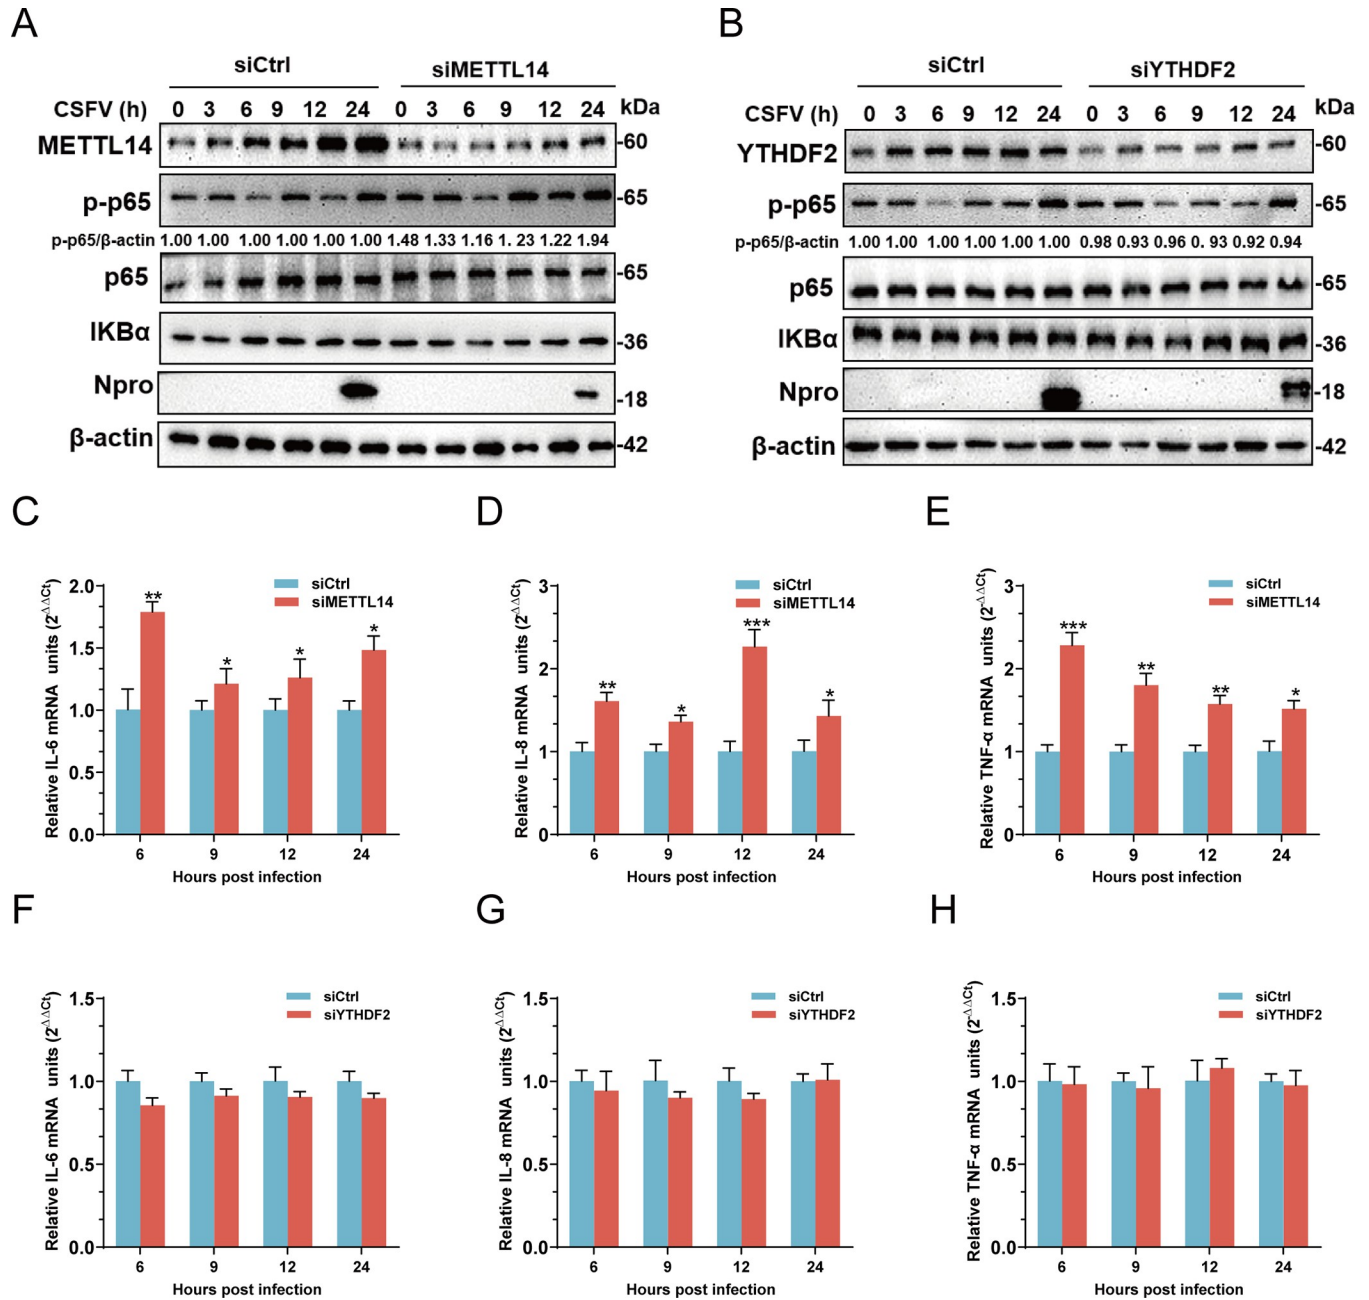 A
siCtrl siMETTL14
CSFV (h) 0 3 6 9 12 24 0 3 6 9 12 24 kDa
METTL14 -60
p-p65 -65
p-p65/β-actin 1.00 1.00 1.00 1.00 1.00 1.00 1.48 1.33 1.16 1. 23 1.22 1.94
p65 -65
IKBα -36
Npro -18
β-actin -42
B
siCtrl siYTHDF2
CSFV (h) 0 3 6 9 12 24 0 3 6 9 12 24 kDa
YTHDF2 -60
p-p65 -65
p-p65/β-actin 1.00 1.00 1.00 1.00 1.00 1.00 0.98 0.93 0.96 0. 93 0.92 0.94
p65 -65
IKBα -36
Npro -18
β-actin -42
C
Relative IL-6 mRNA units (2-ΔΔCt)
2.0
1.5
1.0
0.5
0.0
siCtrl
siMETTL14
** * * *
6 9 12 24
Hours post infection
D
Relative IL-8 mRNA units (2-ΔΔCt)
3
2
1
0
siCtrl
siMETTL14
** * *** *
6 9 12 24
Hours post infection
E
Relative TNF-α mRNA units (2-ΔΔCt)
3
2
1
0
siCtrl
siMETTL14
*** ** ** *
6 9 12 24
Hours post infection
F
Relative IL-6 mRNA units (2-ΔΔCt)
1.5
1.0
0.5
0.0
siCtrl
siYTHDF2
6 9 12 24
Hours post infection
G
Relative IL-8 mRNA units (2-ΔΔCt)
1.5
1.0
0.5
0.0
siCtrl
siYTHDF2
6 9 12 24
Hours post infection
H
Relative TNF-α mRNA units (2-ΔΔCt)
1.5
1.0
0.5
0.0
siCtrl
siYTHDF2
6 9 12 24
Hours post infection